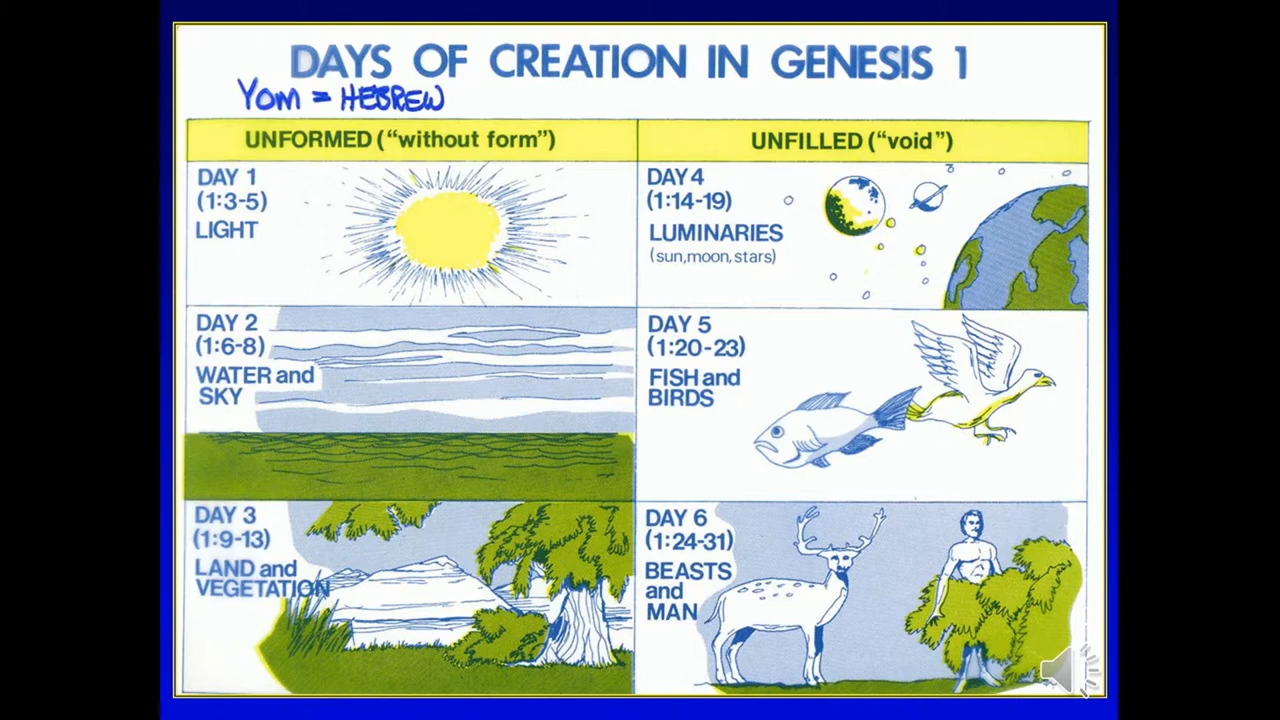 DAYS OF CREATION IN GENESIS 1
YOM = HEBREW
UNFORMED ("without form")
UNFILLED ("void")
DAY 1
(1:3-5)
LIGHT
DAY 4
(1:14-19)
LUMINARIES
(sun,moon,stars)
DAY 2
(1:6-8)
WATER and
SKY
DAY 5
(1:20-23)
FISH and
BIRDS
DAY 3
(1:9-13)
LAND and
VEGETATION
DAY 6
(1:24-31)
BEASTS
and
MAN